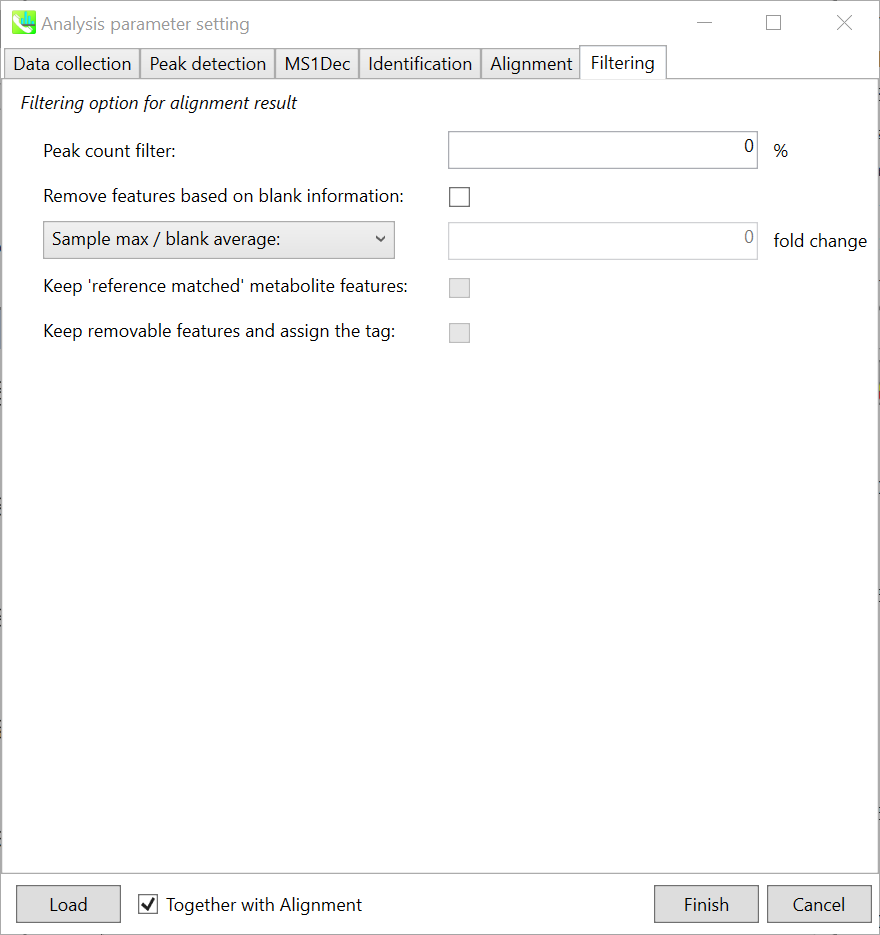 Analysis parameter setting
Data collection Peak detection MS1Dec Identification Alignment Filtering
Filtering option for alignment result
Peak count filter: 0 %
Remove features based on blank information:
Sample max / blank average: 0 fold change
Keep 'reference matched' metabolite features:
Keep removable features and assign the tag:
Load Together with Alignment Finish Cancel